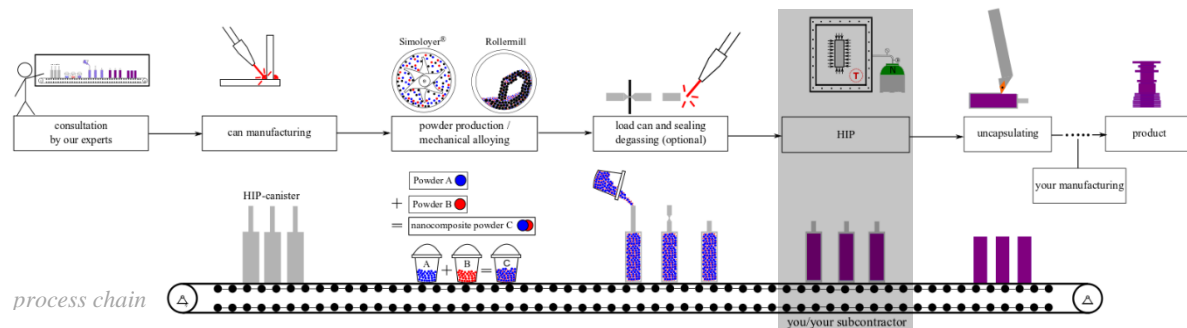 Simoloyer®
Rollermill
T
N
consultation
by our experts
can manufacturing
powder production /
mechanical alloying
load can and sealing
degassing (optional)
HIP
uncapsulating
product
your manufacturing
HIP-canister
Powder A
+
Powder B
=
nanocomposite powder C
A + B = C
process chain
you/your subcontractor